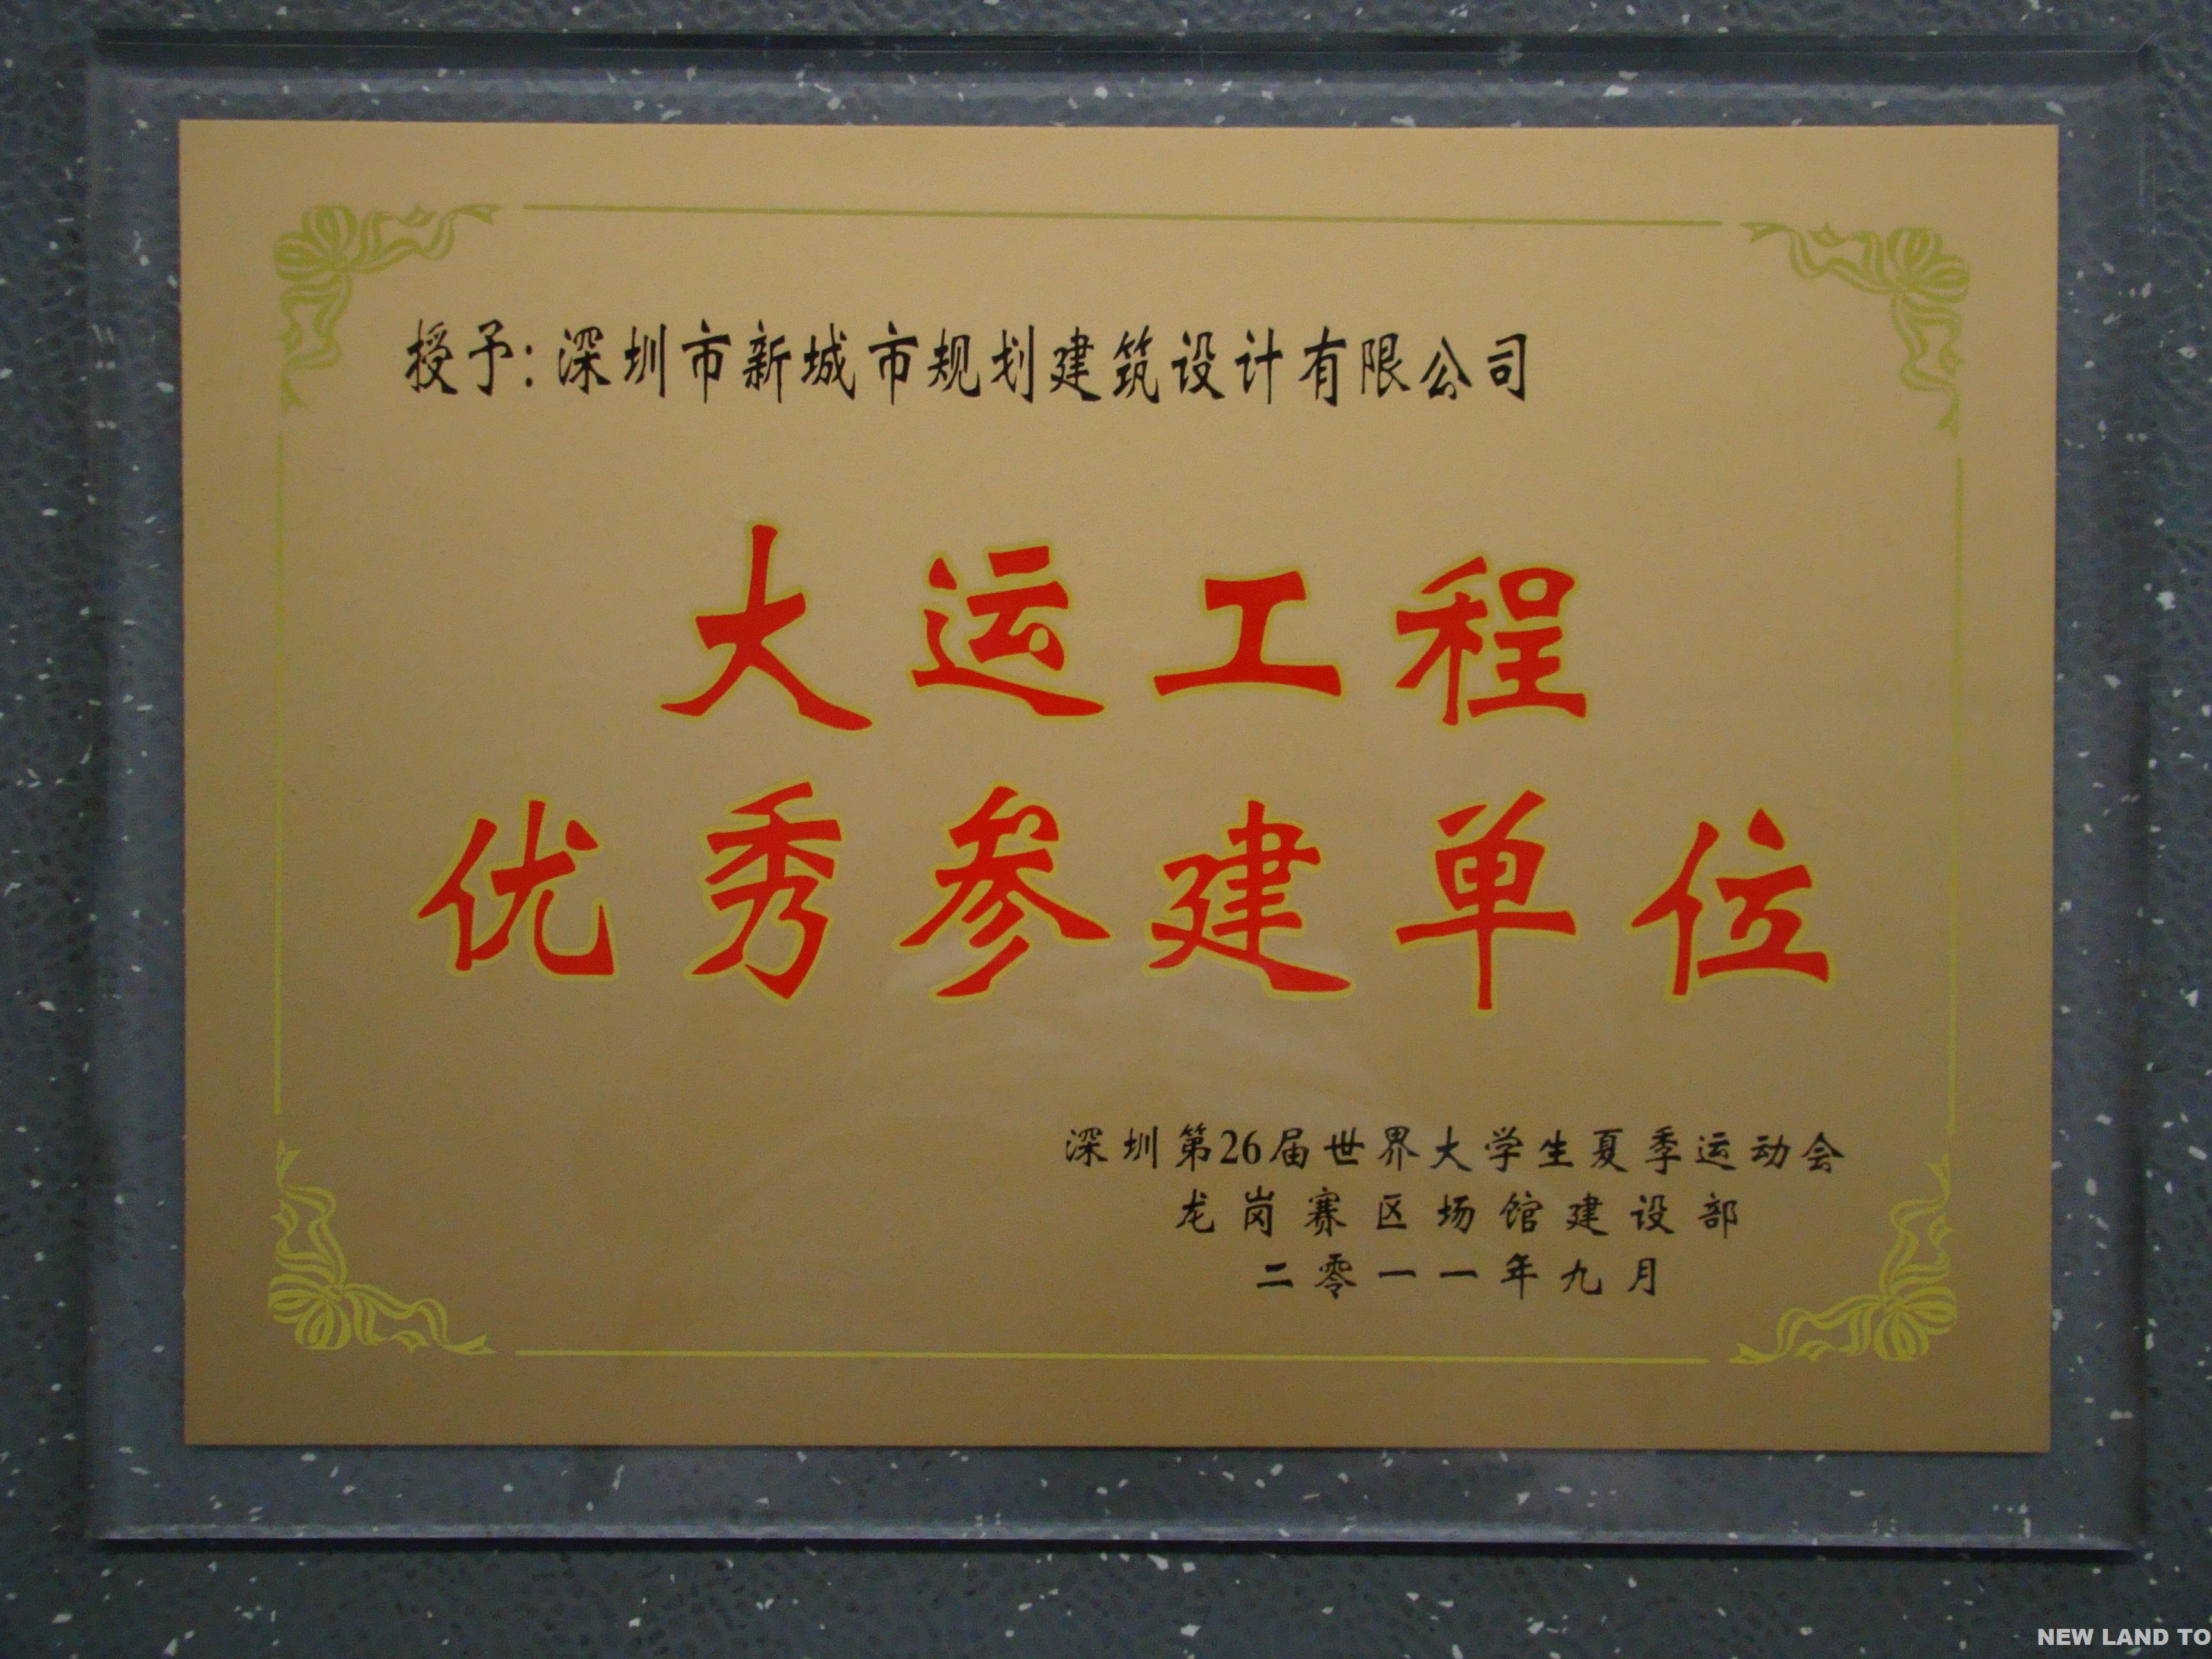 授予:深圳市新城市规划建筑设计有限公司
大运工程
优秀参建单位
深圳第26届世界大学生夏季运动会
龙岗赛区场馆建设部
二零一一年九月
NEW LAND TO